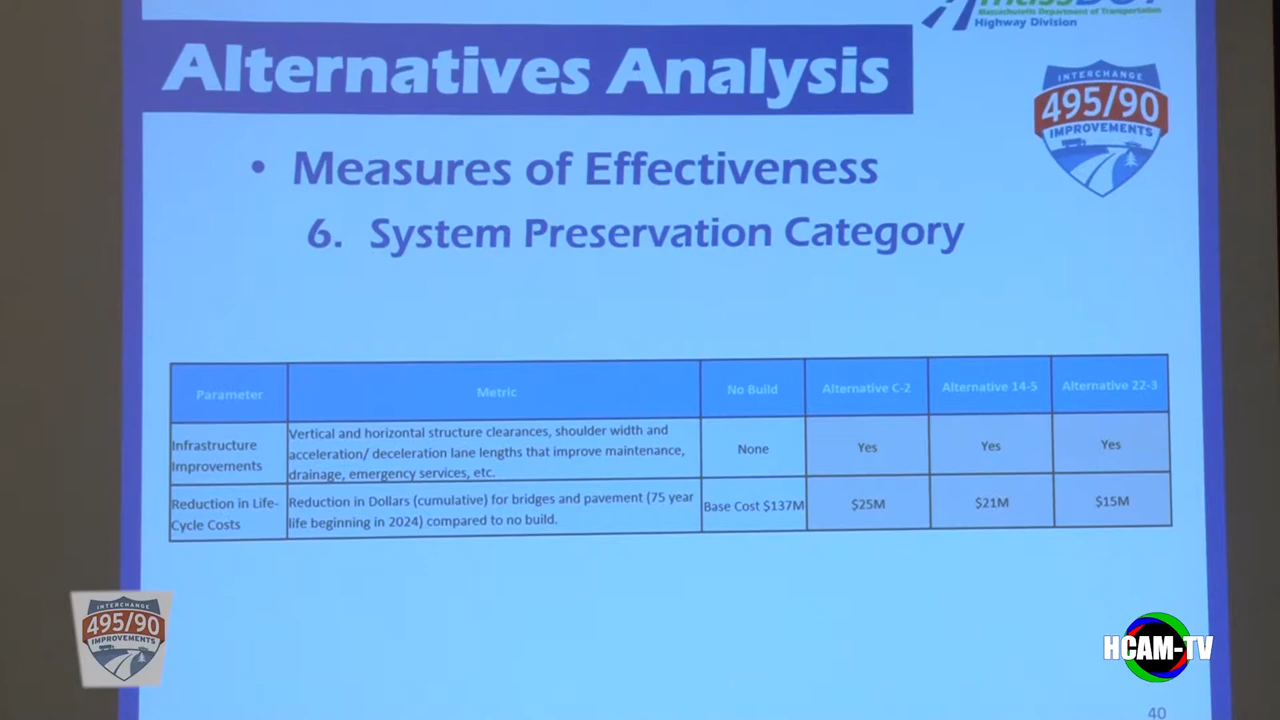 massDOT
Massachusetts Department of Transportation
Highway Division
Alternatives Analysis
INTERCHANGE
495/90
IMPROVEMENTS
• Measures of Effectiveness
6. System Preservation Category
Parameter
Metric
No Build
Alternative C-2
Alternative 14-5
Alternative 22-3
Infrastructure
Improvements
Vertical and horizontal structure clearances, shoulder width and
acceleration/ deceleration lane lengths that improve maintenance,
drainage, emergency services, etc.
None
Yes
Yes
Yes
Reduction in Life-
Cycle Costs
Reduction in Dollars (cumulative) for bridges and pavement (75 year
life beginning in 2024) compared to no build.
Base Cost $137M
$25M
$21M
$15M
INTERCHANGE
495/90
IMPROVEMENTS
HCAM-TV
40